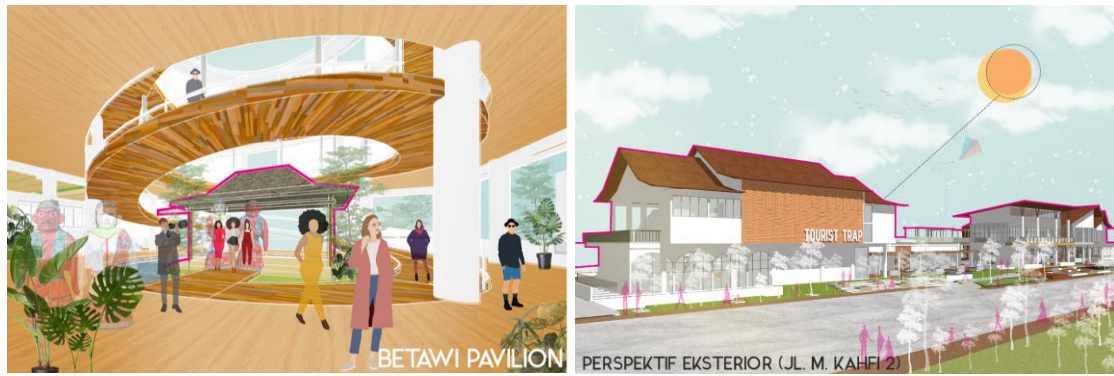 BETAWI PAVILION
TOURIST TRAP
PERSPEKTIF EKSTERIOR (JL. M. KAHFI 2)